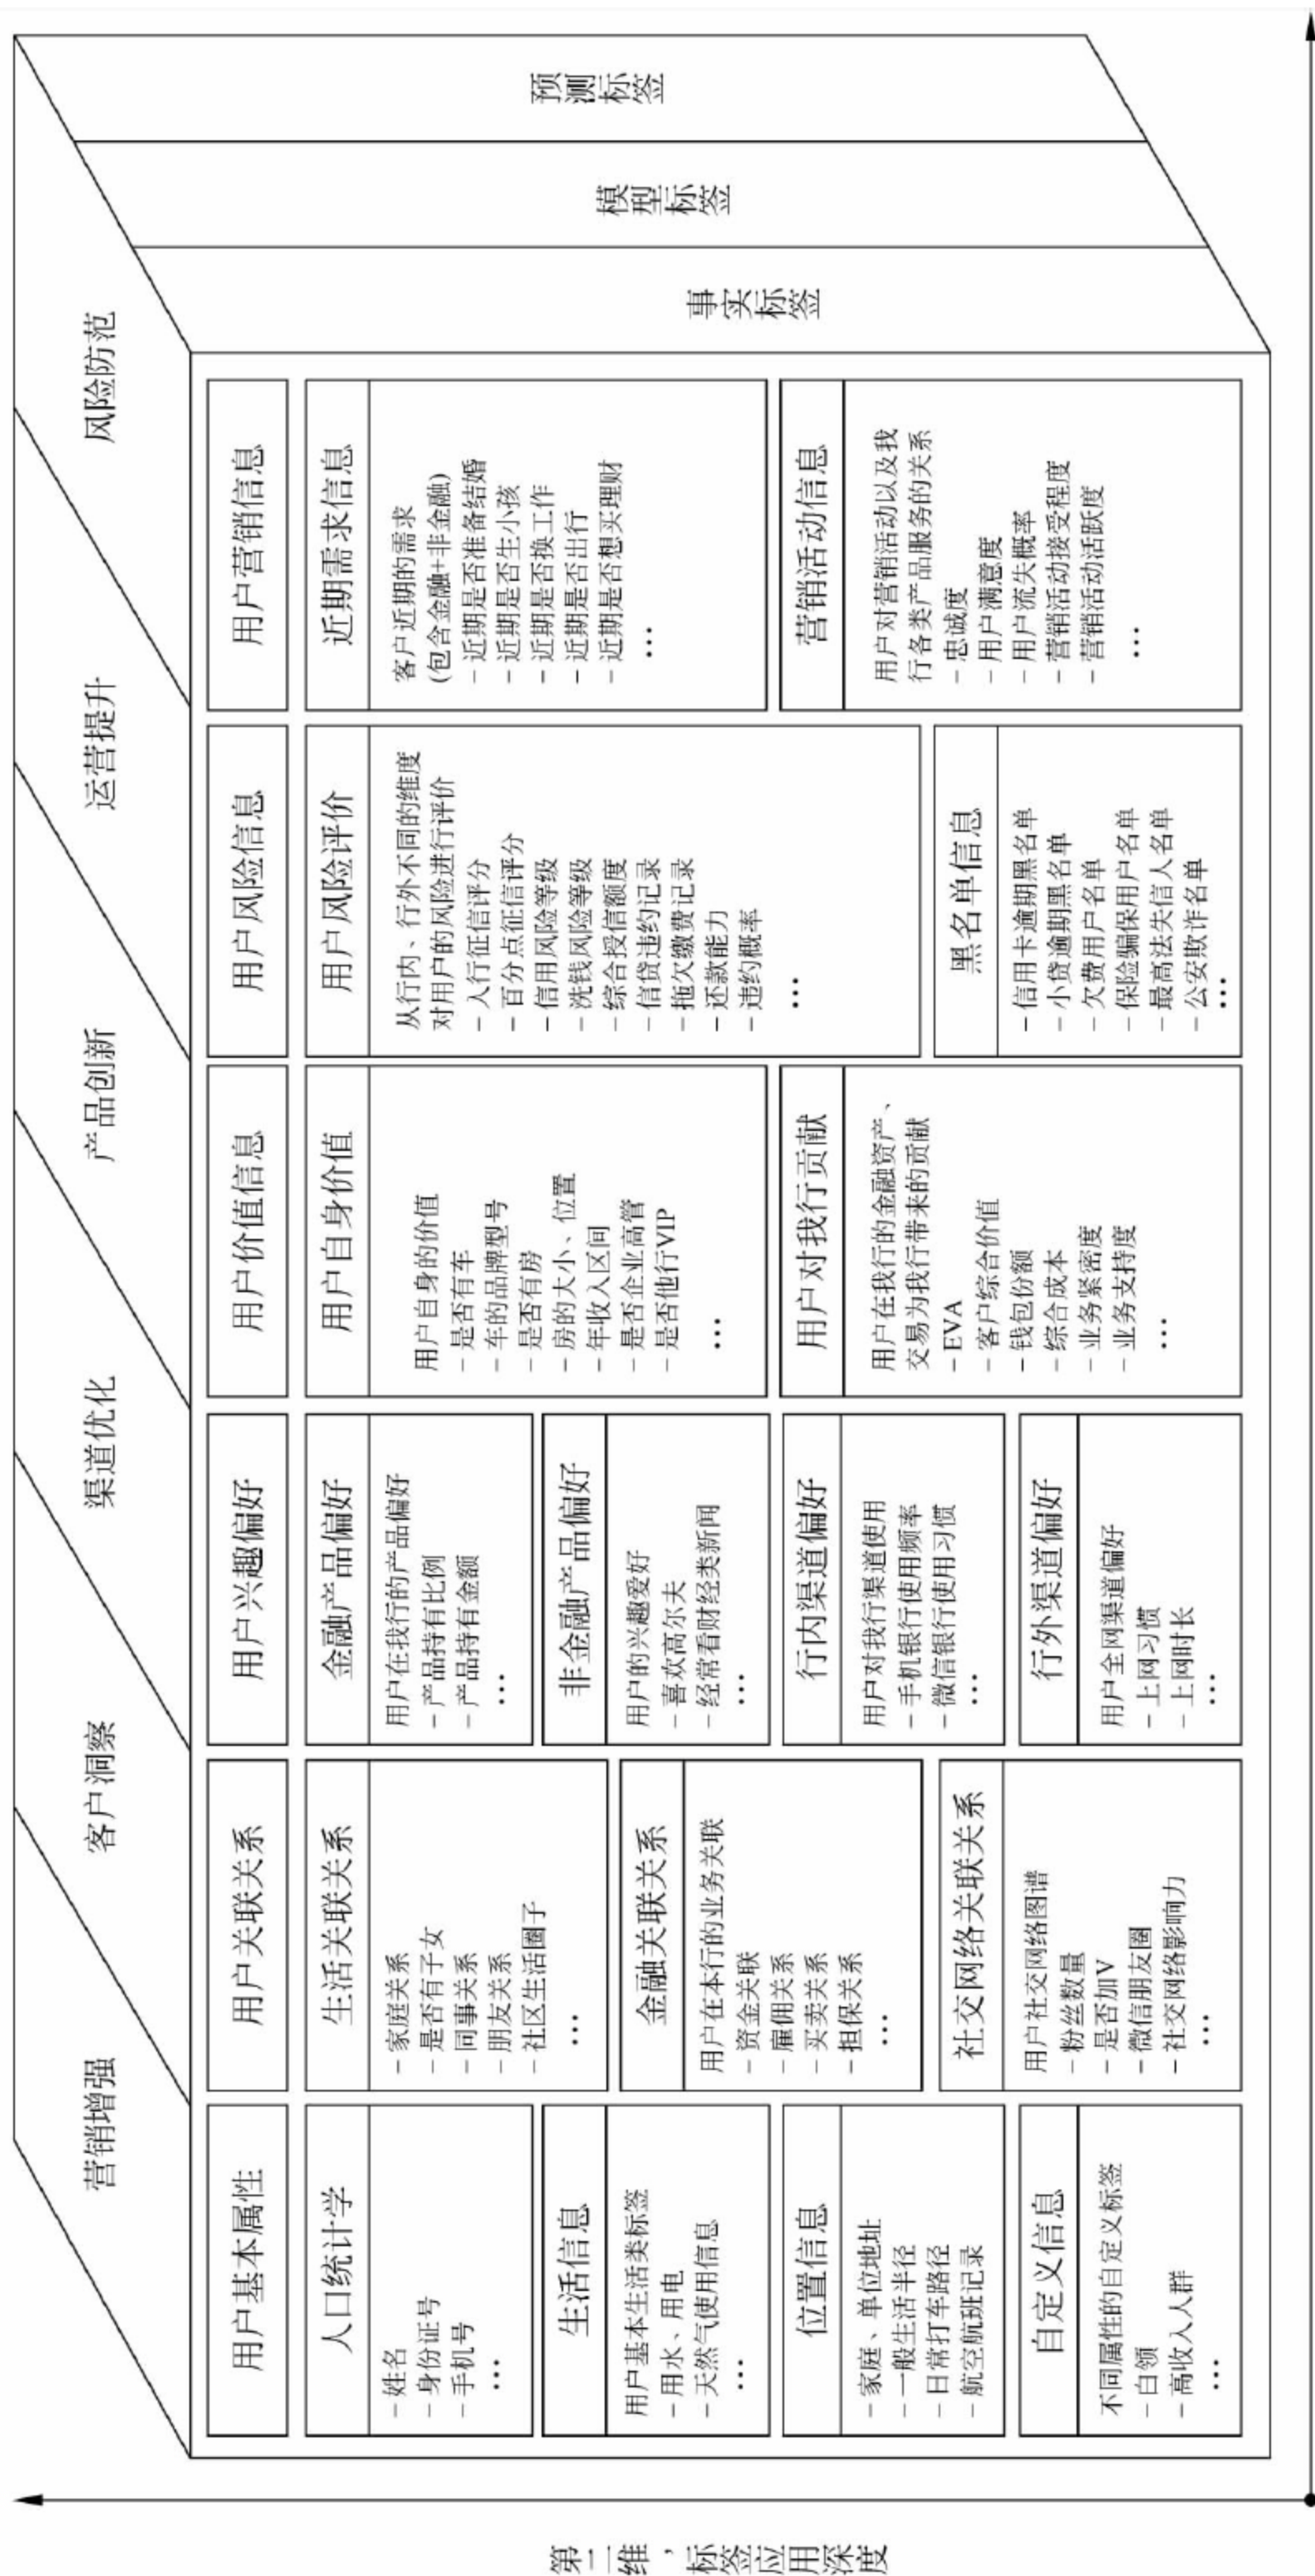 营销增强
客户洞察
渠道优化
产品创新
运营提升
风险防范
事实标签
模型标签
预测标签
用户基本属性
人口统计学
– 姓名
– 身份证号
– 手机号
…
生活信息
用户基本生活类标签
– 用水、用电
– 天然气使用信息
…
位置信息
– 家庭、单位地址
– 一般生活半径
– 日常打车路径
– 航空航班记录
自定义信息
不同属性的自定义标签
– 白领
– 高收入人群
…
用户关联关系
生活关联关系
– 家庭关系
– 是否有子女
– 同事关系
– 朋友关系
– 社区生活圈子
…
金融关联关系
用户在本行的业务关联
– 资金关联
– 雇佣关系
– 买卖关系
– 担保关系
…
社交网络关联关系
用户社交网络图谱
– 粉丝数量
– 是否加V
– 微信朋友圈
– 社交网络影响力
…
用户兴趣偏好
金融产品偏好
用户在我行的产品偏好
– 产品持有比例
– 产品持有金额
…
非金融产品偏好
用户的兴趣爱好
– 喜欢高尔夫
– 经常看财经类新闻
…
行内渠道偏好
用户对我行渠道使用
– 手机银行使用频率
– 微信银行使用习惯
…
行外渠道偏好
用户全网渠道偏好
– 上网习惯
– 上网时长
…
用户价值信息
用户自身价值
用户自身的价值
– 是否有车
– 车的品牌型号
– 是否有房
– 房的大小、位置
– 年收入区间
– 是否企业高管
– 是否他行VIP
…
用户对我行贡献
用户在我行的金融资产、
交易为我行带来的贡献
– EVA
– 客户综合价值
– 钱包份额
– 综合成本
– 业务紧密度
– 业务支持度
…
用户风险信息
用户风险评价
从行内、行外不同的维度
对用户的风险进行评价
– 人行征信评分
– 百分点征信评分
– 信用风险等级
– 洗钱风险等级
– 综合授信额度
– 信贷违约记录
– 拖欠缴费记录
– 还款能力
– 违约概率
…
黑名单信息
– 信用卡逾期黑名单
– 小贷逾期黑名单
– 欠费用户名单
– 保险骗保用户名单
– 最高法失信人名单
– 公安欺诈名单
…
用户营销信息
近期需求信息
客户近期的需求
(包含金融+非金融)
– 近期是否准备结婚
– 近期是否生小孩
– 近期是否换工作
– 近期是否出行
– 近期是否想买理财
…
营销活动信息
用户对营销活动以及我
行各类产品服务的关系
– 忠诚度
– 用户满意度
– 用户流失概率
– 营销活动接受程度
– 营销活动活跃度
…
第二维，标签应用深度